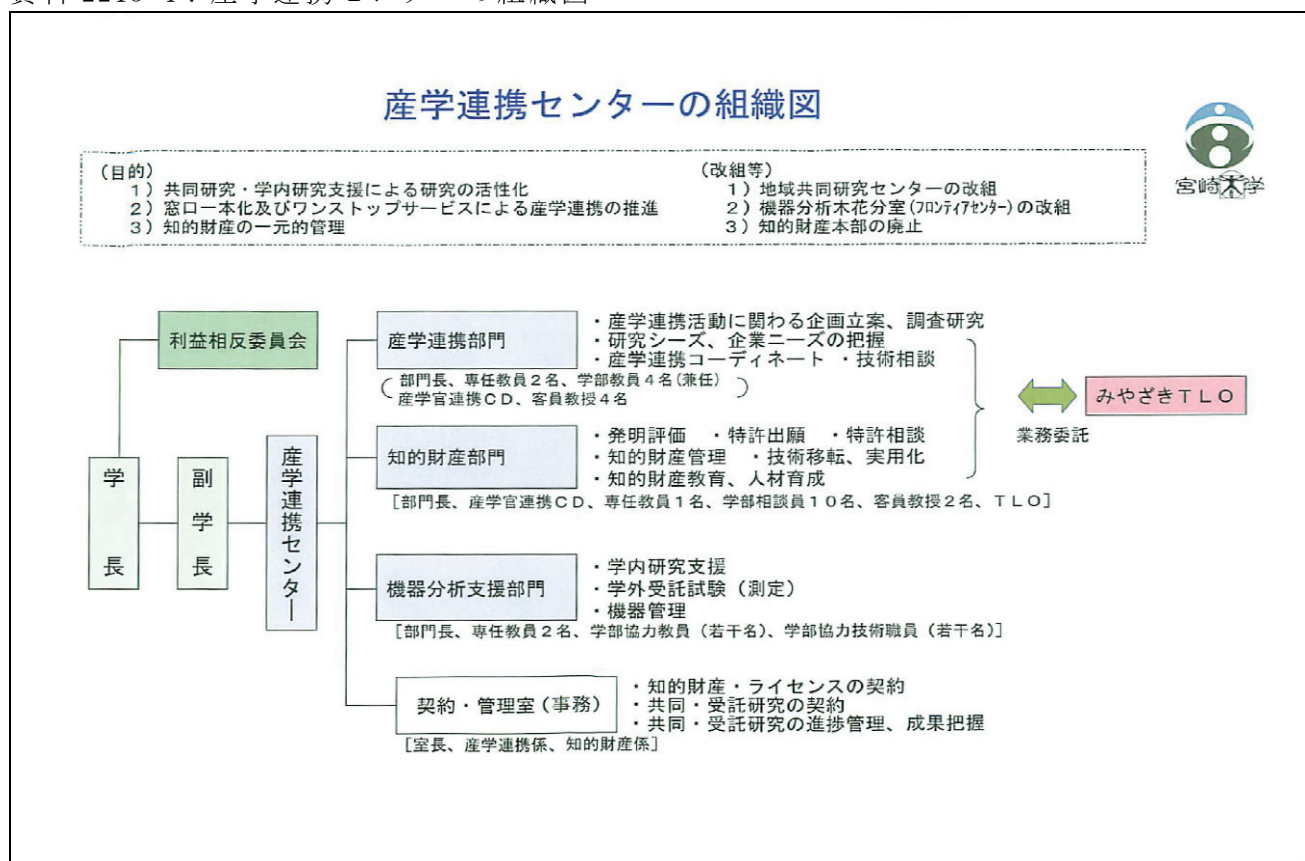 産学連携センターの組織図
宮崎大学
(目的)
1)共同研究・学内研究支援による研究の活性化
2)窓口一本化及びワンストップサービスによる産学連携の推進
3)知的財産の一元的管理
(改組等)
1)地域共同研究センターの改組
2)機器分析木花分室(フロンティアセンター)の改組
3)知的財産本部の廃止
利益相反委員会
学長
副学長
産学連携センター
産学連携部門
・産学連携活動に関わる企画立案、調査研究
・研究シーズ、企業ニーズの把握
・産学連携コーディネート ・技術相談
(部門長、専任教員2名、学部教員4名(兼任)
産学官連携CD、客員教授4名)
知的財産部門
・発明評価 ・特許出願 ・特許相談
・知的財産管理 ・技術移転、実用化
・知的財産教育、人材育成
[部門長、産学官連携CD、専任教員1名、学部相談員10名、客員教授2名、TLO]
業務委託
みやざきTLO
機器分析支援部門
・学内研究支援
・学外受託試験(測定)
・機器管理
[部門長、専任教員2名、学部協力教員(若干名)、学部協力技術職員(若干名)]
契約・管理室(事務)
・知的財産・ライセンスの契約
・共同・受託研究の契約
・共同・受託研究の進捗管理、成果把握
[室長、産学連携係、知的財産係]